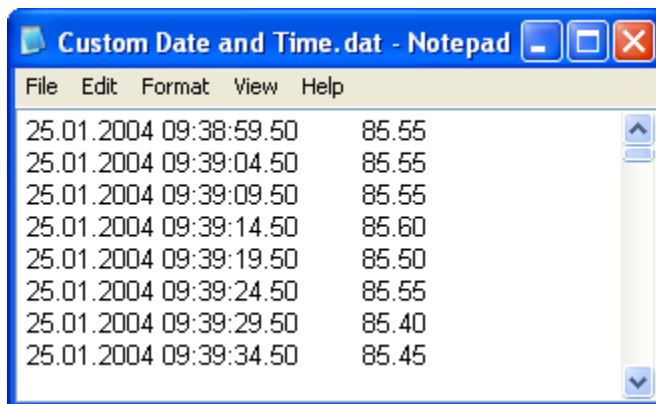 Custom Date and Time.dat - Notepad
File Edit Format View Help
25.01.2004 09:38:59.50 85.55
25.01.2004 09:39:04.50 85.55
25.01.2004 09:39:09.50 85.55
25.01.2004 09:39:14.50 85.60
25.01.2004 09:39:19.50 85.50
25.01.2004 09:39:24.50 85.55
25.01.2004 09:39:29.50 85.40
25.01.2004 09:39:34.50 85.45